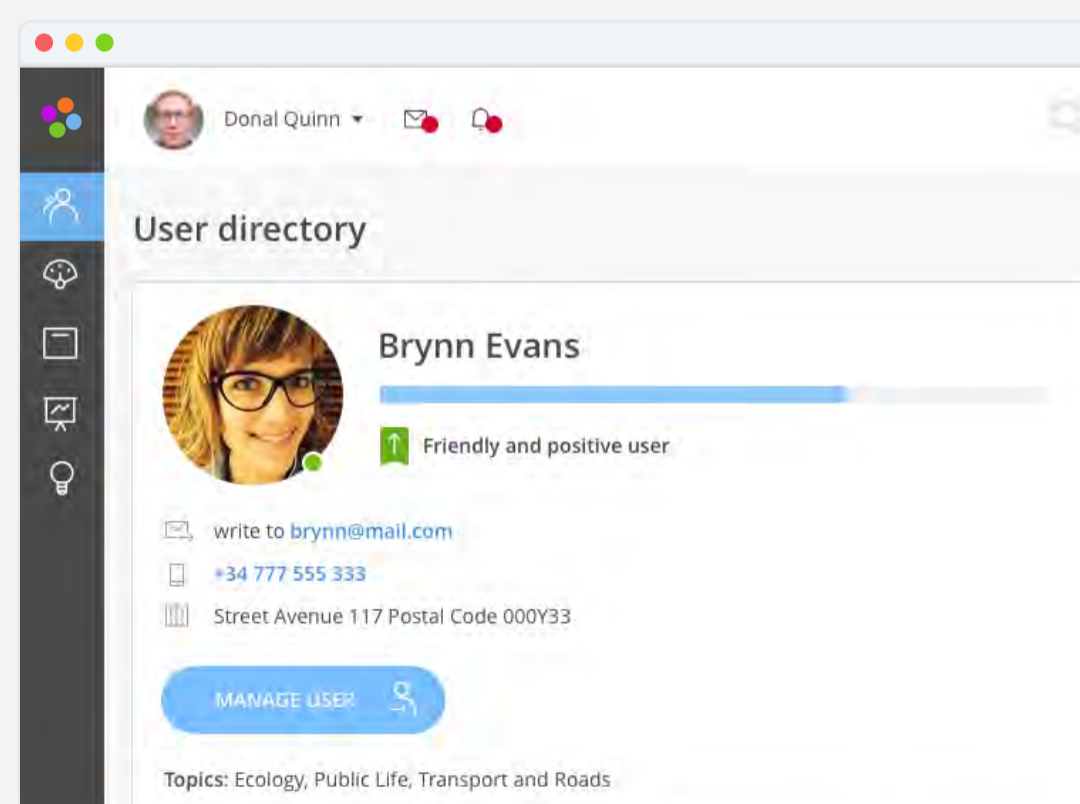 Donal Quinn
User directory
Brynn Evans
Friendly and positive user
write to brynn@mail.com
+34 777 555 333
Street Avenue 117 Postal Code 000Y33
MANAGE USER
Topics: Ecology, Public Life, Transport and Roads